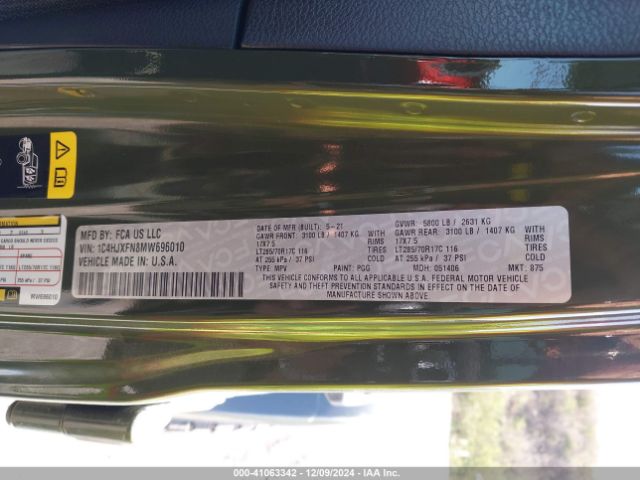 MFD BY: FCA US LLC
VIN: 1C4HJXFN8MW696010
VEHICLE MADE IN: U.S.A.
DATE OF MFR (BUILT): 5-21
GAWR FRONT: 3100 LB / 1407 KG
17X7.5
LT285/70R17C 116 TIRES
AT 255 kPa / 37 PSI COLD
TYPE: MPV PAINT: PGG
GVWR: 5800 LB / 2631 KG
GAWR REAR: 3100 LB / 1407 KG
17X7.5 RIMS
LT285/70R17C 116 TIRES
AT 255 kPa / 37 PSI COLD
MDH: 051406 MKT: 875
THIS VEHICLE CONFORMS TO ALL APPLICABLE U.S.A. FEDERAL MOTOR VEHICLE
SAFETY AND THEFT PREVENTION STANDARDS IN EFFECT ON THE DATE OF
MANUFACTURE SHOWN ABOVE.
MW696010
000-41063342 • 12/09/2024 • IAA Inc.